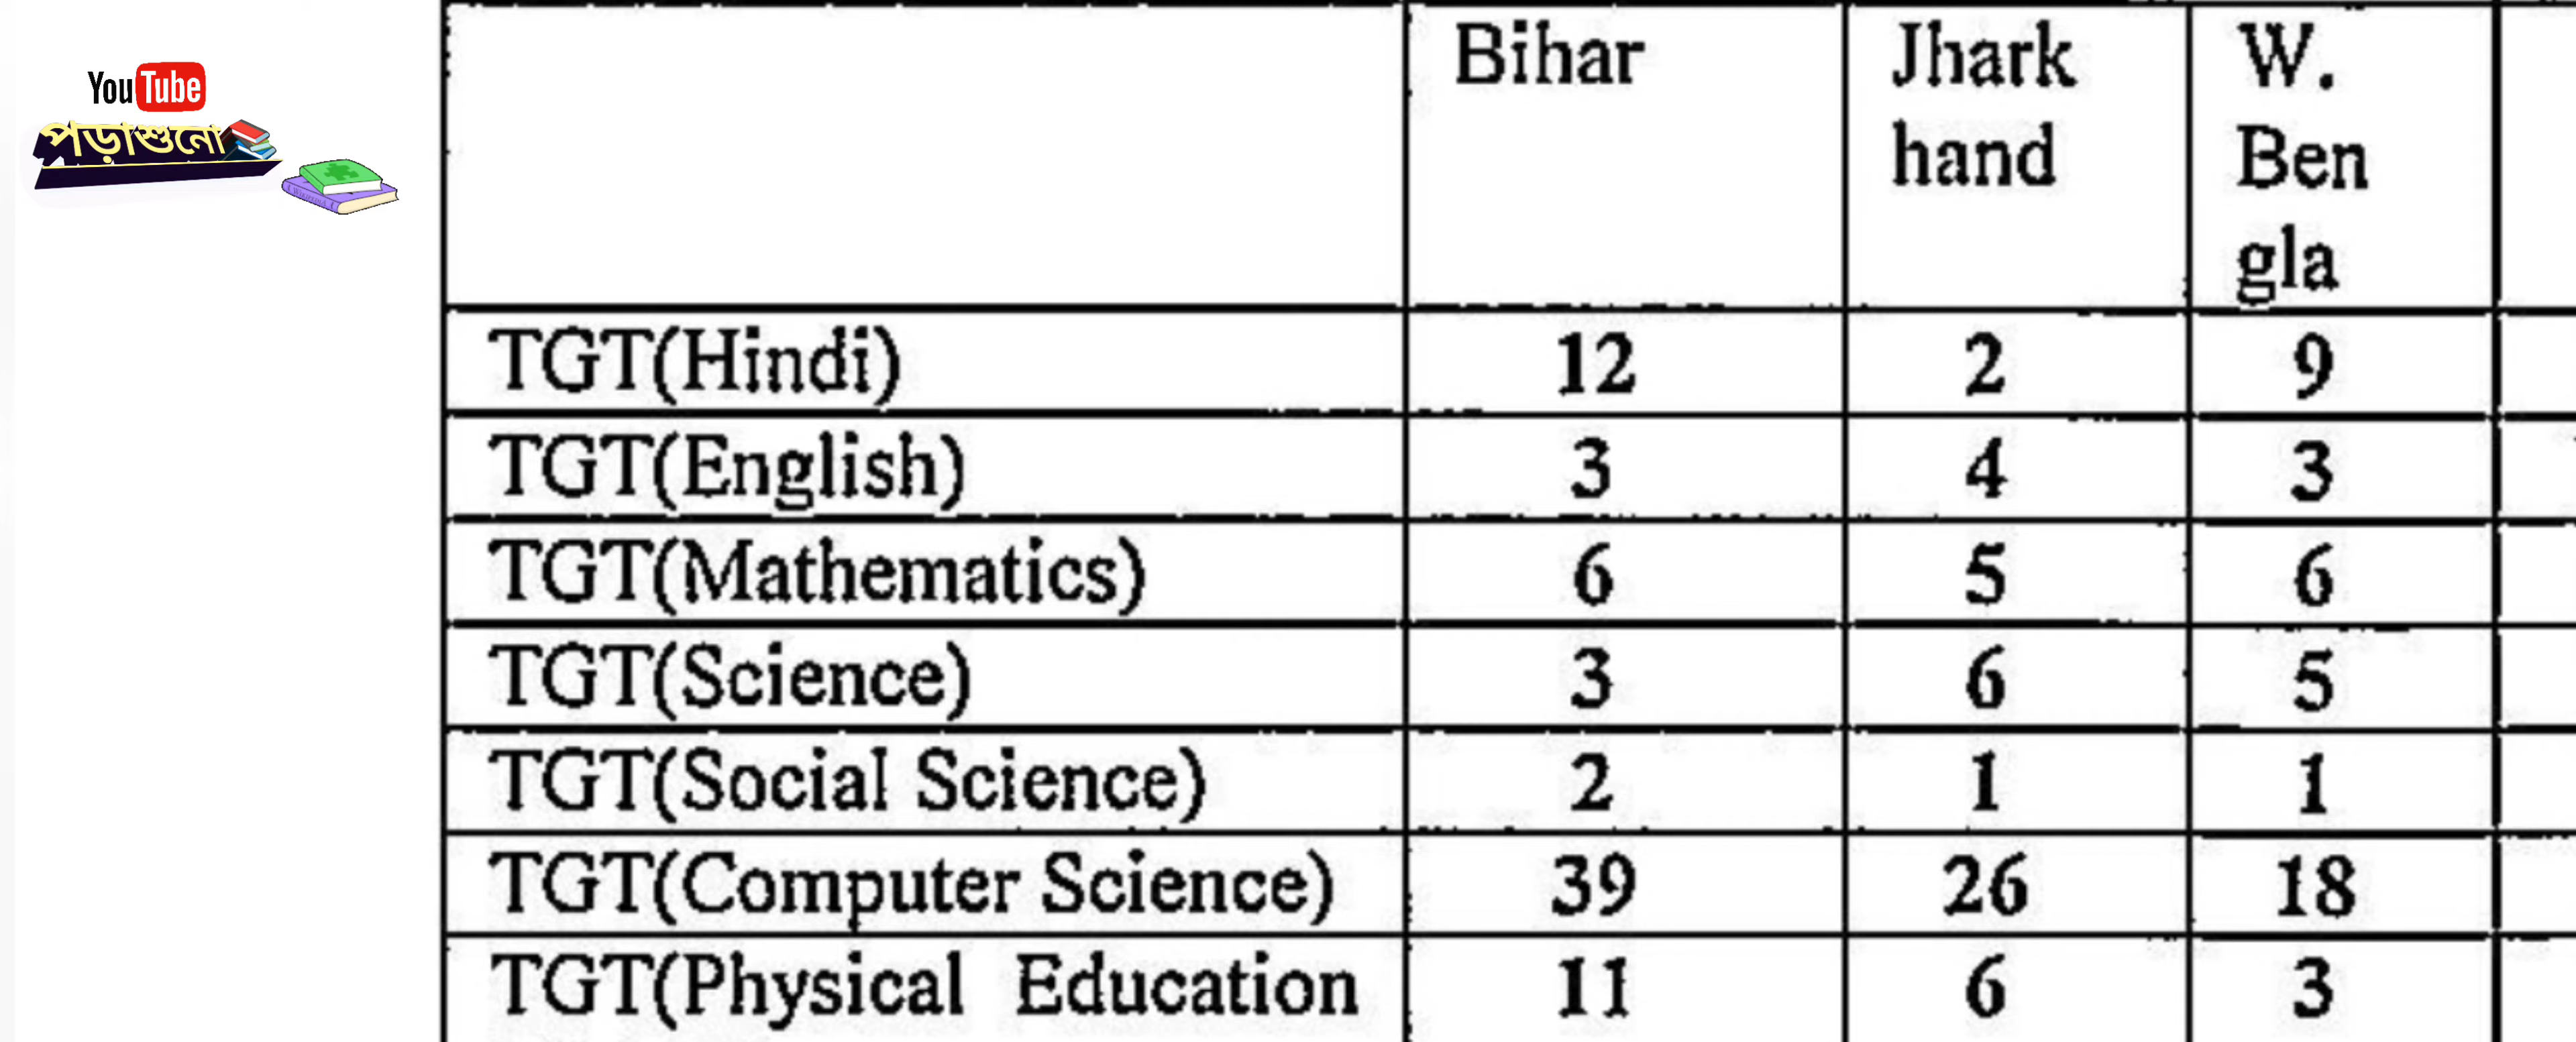 YouTube
পড়াশুনো
Bihar Jhark hand W. Ben gla
TGT(Hindi) 12 2 9
TGT(English) 3 4 3
TGT(Mathematics) 6 5 6
TGT(Science) 3 6 5
TGT(Social Science) 2 1 1
TGT(Computer Science) 39 26 18
TGT(Physical Education 11 6 3